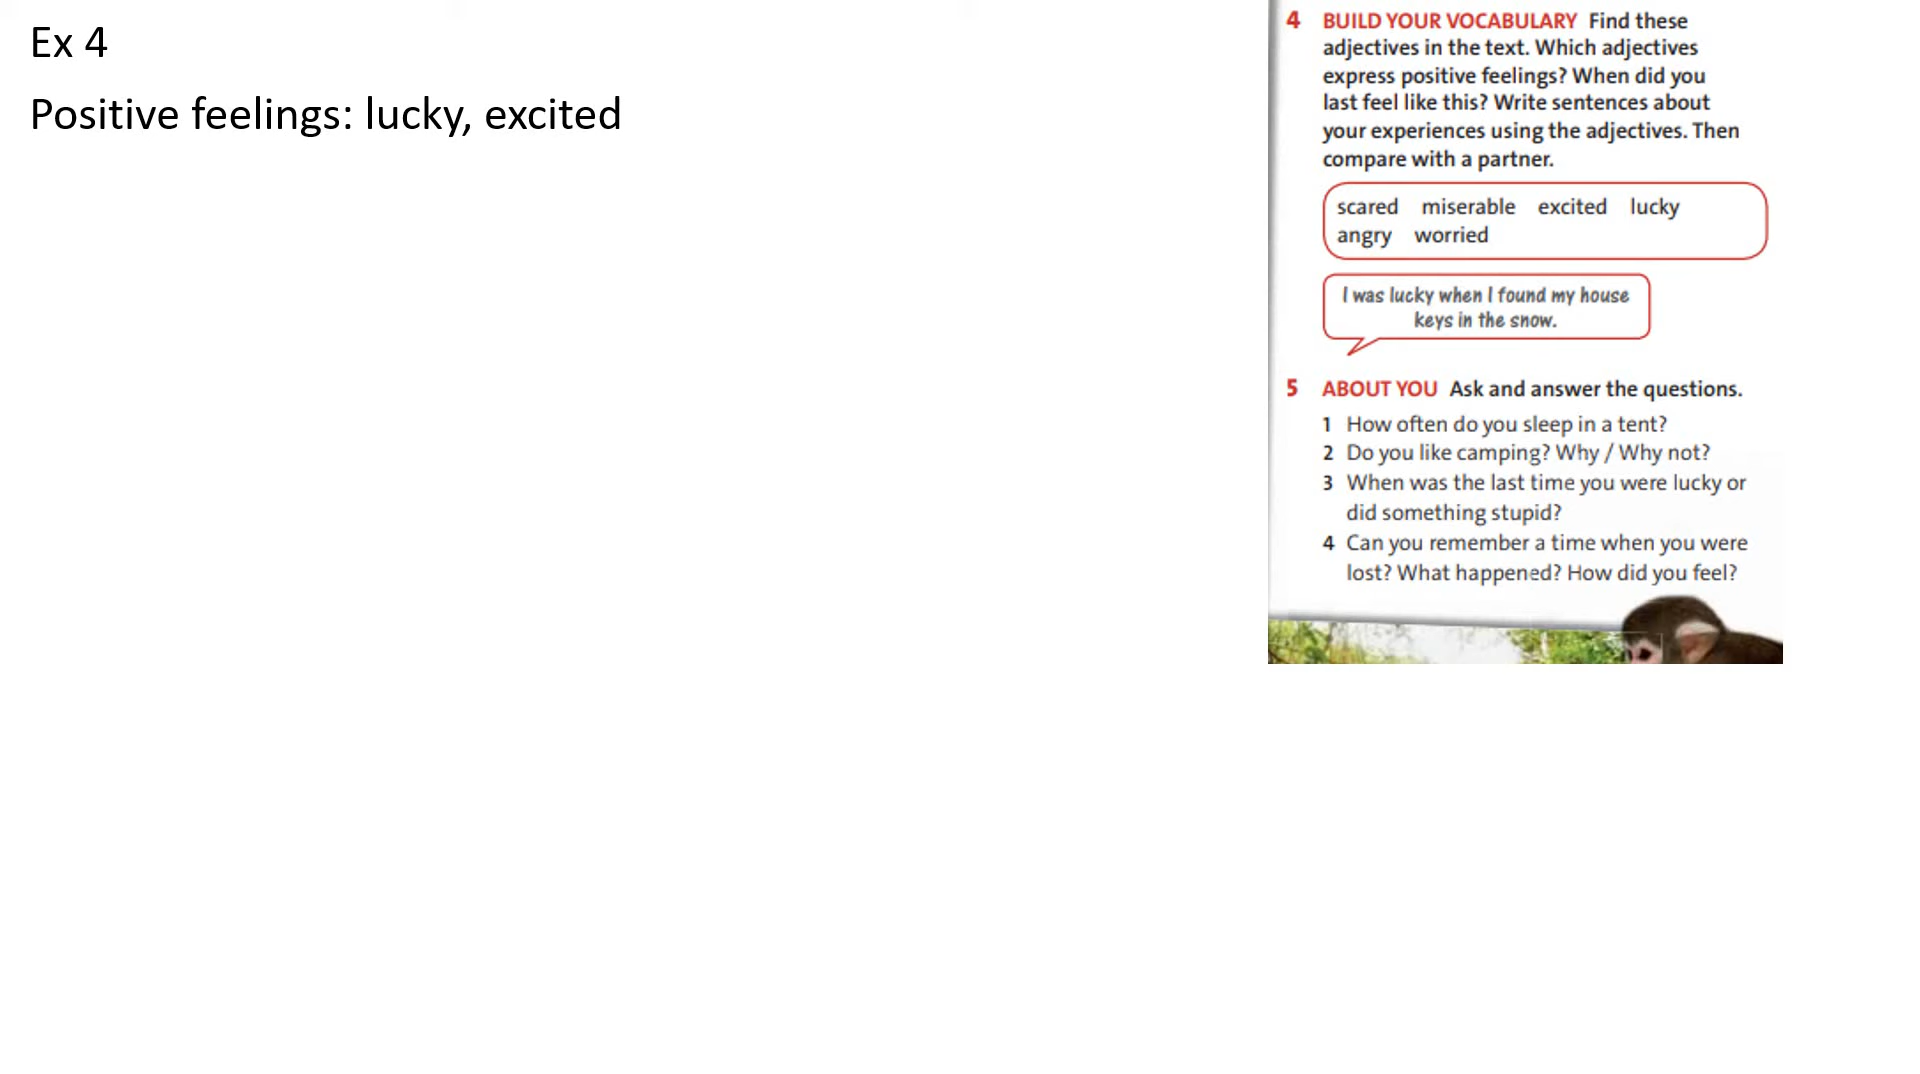 Ex 4
Positive feelings: lucky, excited
4 BUILD YOUR VOCABULARY Find these
adjectives in the text. Which adjectives
express positive feelings? When did you
last feel like this? Write sentences about
your experiences using the adjectives. Then
compare with a partner.
scared miserable excited lucky
angry worried
I was lucky when I found my house
keys in the snow.
5 ABOUT YOU Ask and answer the questions.
1 How often do you sleep in a tent?
2 Do you like camping? Why / Why not?
3 When was the last time you were lucky or
did something stupid?
4 Can you remember a time when you were
lost? What happened? How did you feel?